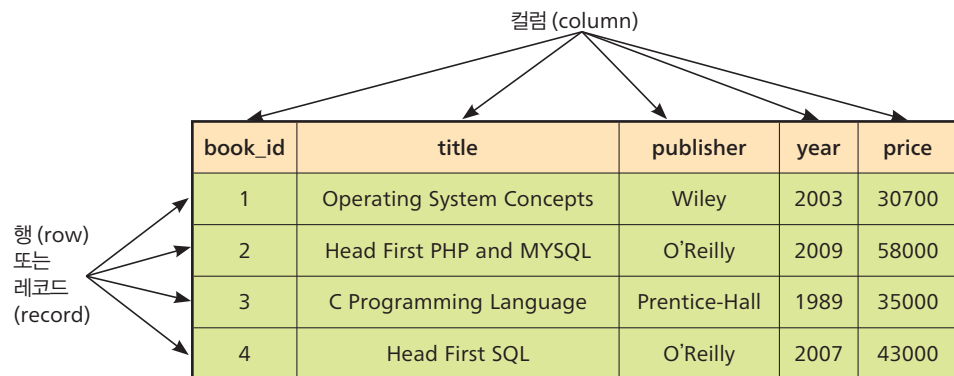 컬럼 (column)
book_id title publisher year price
1 Operating System Concepts Wiley 2003 30700
2 Head First PHP and MYSQL O'Reilly 2009 58000
3 C Programming Language Prentice-Hall 1989 35000
4 Head First SQL O'Reilly 2007 43000
행 (row)
또는
레코드
(record)